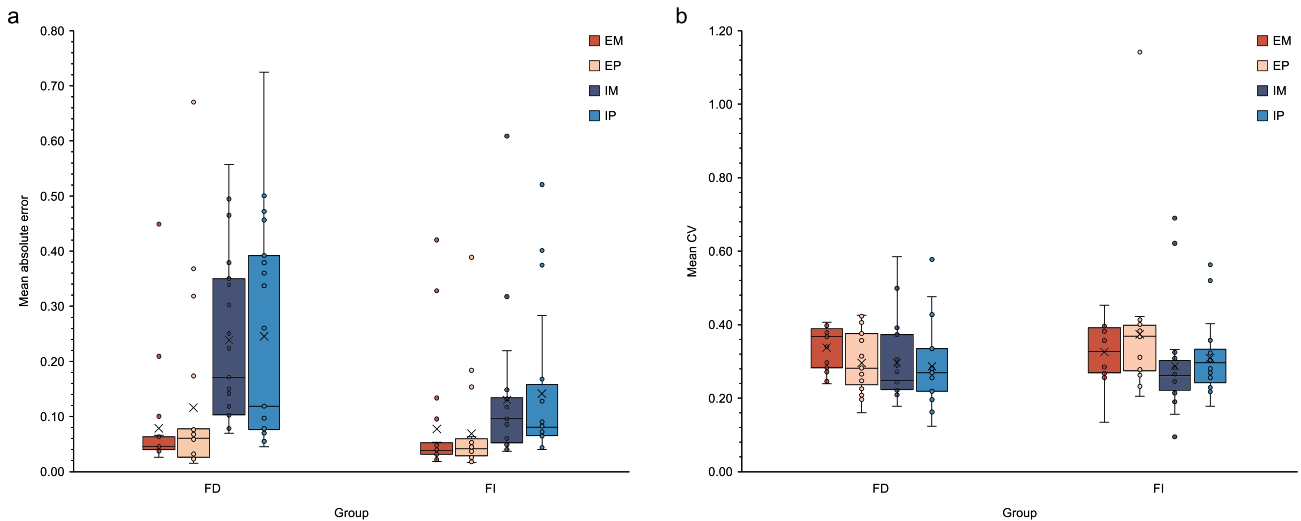 a
0.80
0.70
0.60
0.50
0.40
0.30
0.20
0.10
0.00
Mean absolute error
FD
FI
Group
EM
EP
IM
IP
b
1.20
1.00
0.80
0.60
0.40
0.20
0.00
Mean CV
FD
FI
Group
EM
EP
IM
IP